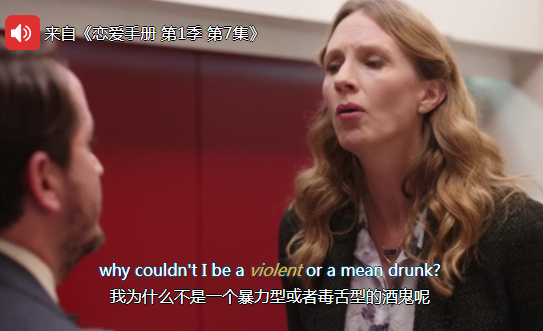 来自《恋爱手册 第1季 第7集》
why couldn't I be a violent or a mean drunk?
我为什么不是一个暴力型或者毒舌型的酒鬼呢